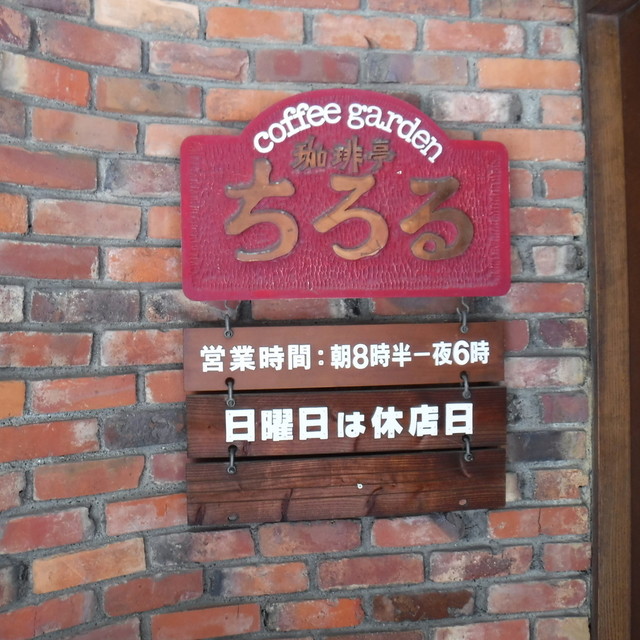 coffee garden
珈琲亭
ちろる
営業時間：朝8時半－夜6時
日曜日は休店日